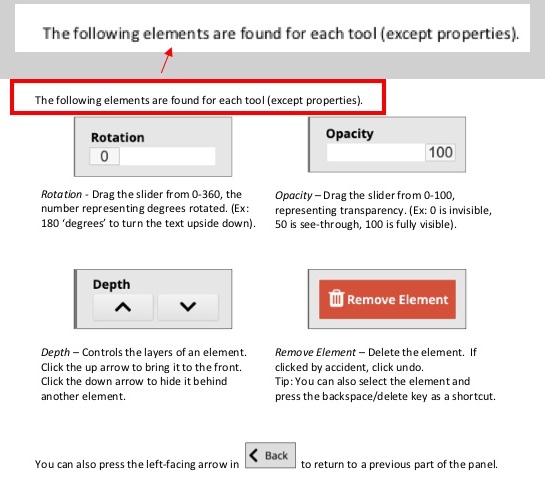 The following elements are found for each tool (except properties).
The following elements are found for each tool (except properties).
Rotation
0
Opacity
100
Rotation - Drag the slider from 0-360, the
number representing degrees rotated. (Ex:
180 ‘degrees’ to turn the text upside down).
Opacity – Drag the slider from 0-100,
representing transparency. (Ex: 0 is invisible,
50 is see-through, 100 is fully visible).
Depth
Remove Element
Depth – Controls the layers of an element.
Click the up arrow to bring it to the front.
Click the down arrow to hide it behind
another element.
Remove Element – Delete the element. If
clicked by accident, click undo.
Tip: You can also select the element and
press the backspace/delete key as a shortcut.
You can also press the left-facing arrow in Back to return to a previous part of the panel.